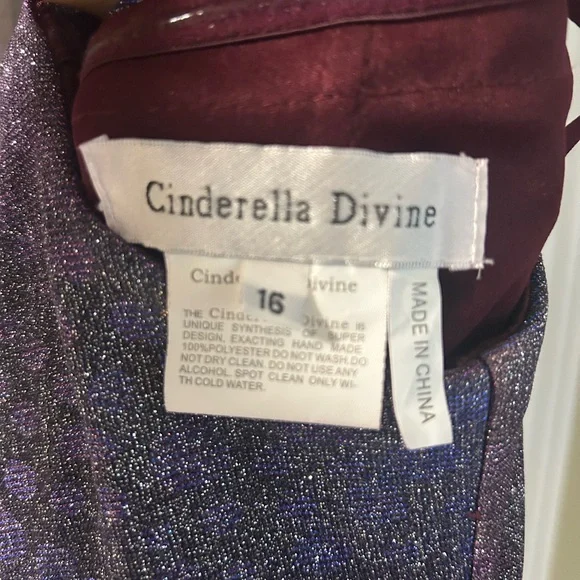 Cinderella Divine
Cind ivine
16
THE Cinde Divine IS
UNIQUE SYNTHESIS OF SUPER
DESIGN, EXACTING HAND MADE
100%POLYESTER DO NOT WASH.DO
NOT DRY CLEAN. DO NOT USE ANY
ALCOHOL. SPOT CLEAN ONLY WI-
TH COLD WATER.
MADE IN CHINA